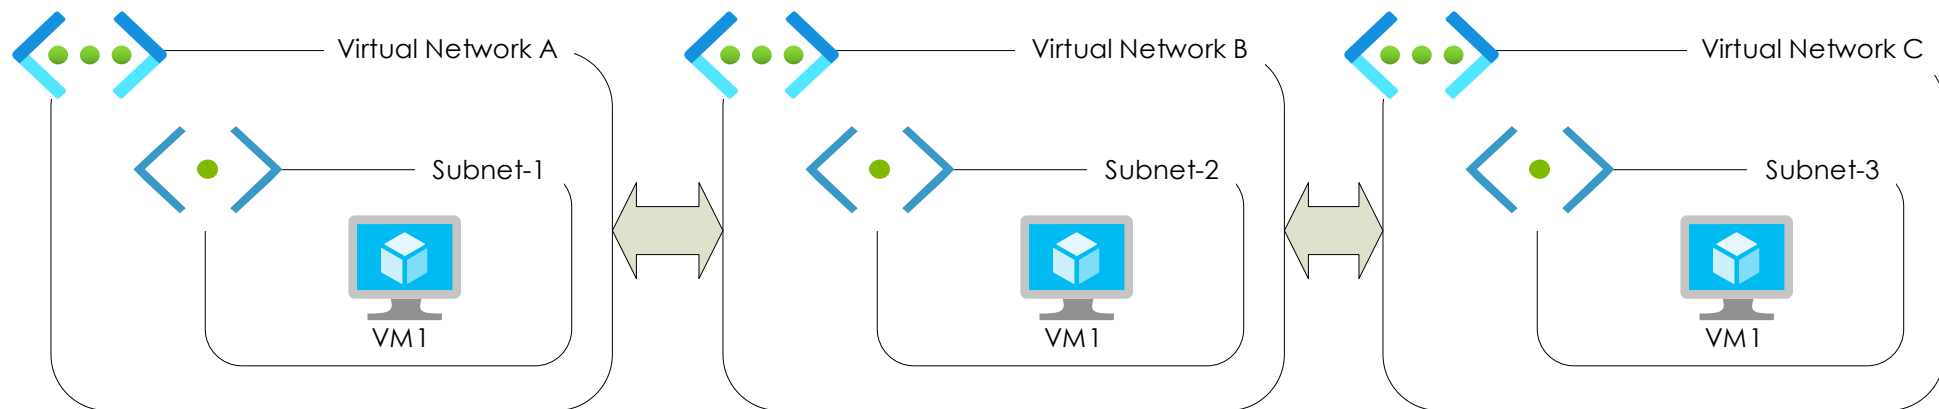 Virtual Network A
Virtual Network B
Virtual Network C
Subnet-1
Subnet-2
Subnet-3
VM1
VM1
VM1